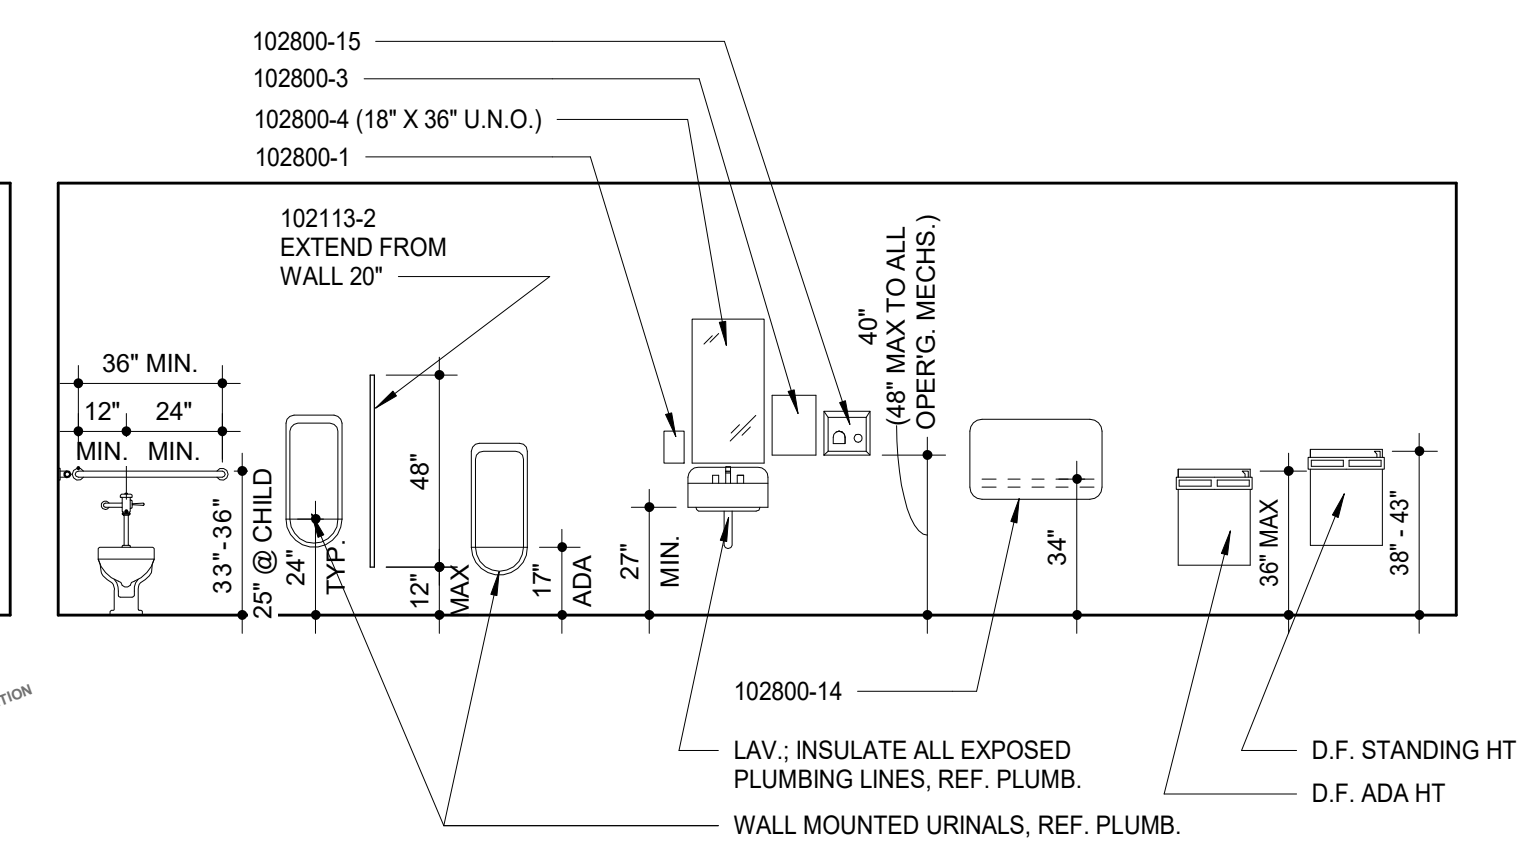 102800-15
102800-3
102800-4 (18" X 36" U.N.O.)
102800-1
102113-2
EXTEND FROM
WALL 20"
36" MIN.
12"
24"
MIN.
MIN.
33"-36"
25" @ CHILD
24"
TYP.
48"
12"
MAX
17"
ADA
27"
MIN.
40"
(48" MAX TO ALL
OPER'G. MECHS.)
34"
36" MAX
38" - 43"
102800-14
LAV.; INSULATE ALL EXPOSED
PLUMBING LINES, REF. PLUMB.
WALL MOUNTED URINALS, REF. PLUMB.
D.F. STANDING HT
D.F. ADA HT
TION